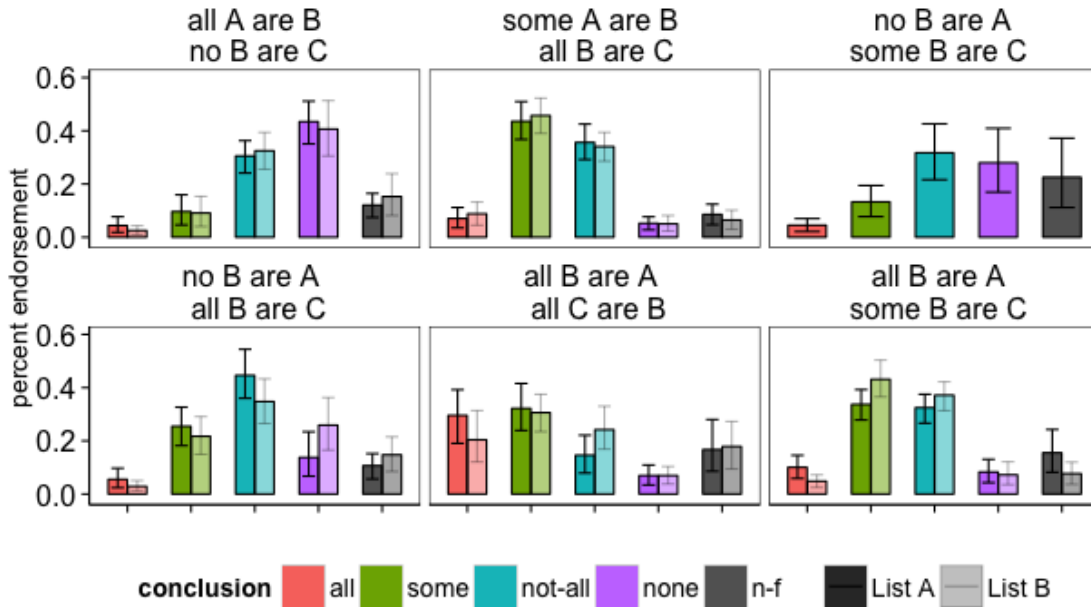 all A are B
no B are C
some A are B
all B are C
no B are A
some B are C
percent endorsement
0.6
0.4
0.2
0.0
no B are A
all B are C
all B are A
all C are B
all B are A
some B are C
0.6
0.4
0.2
0.0
conclusion all some not-all none n-f List A List B